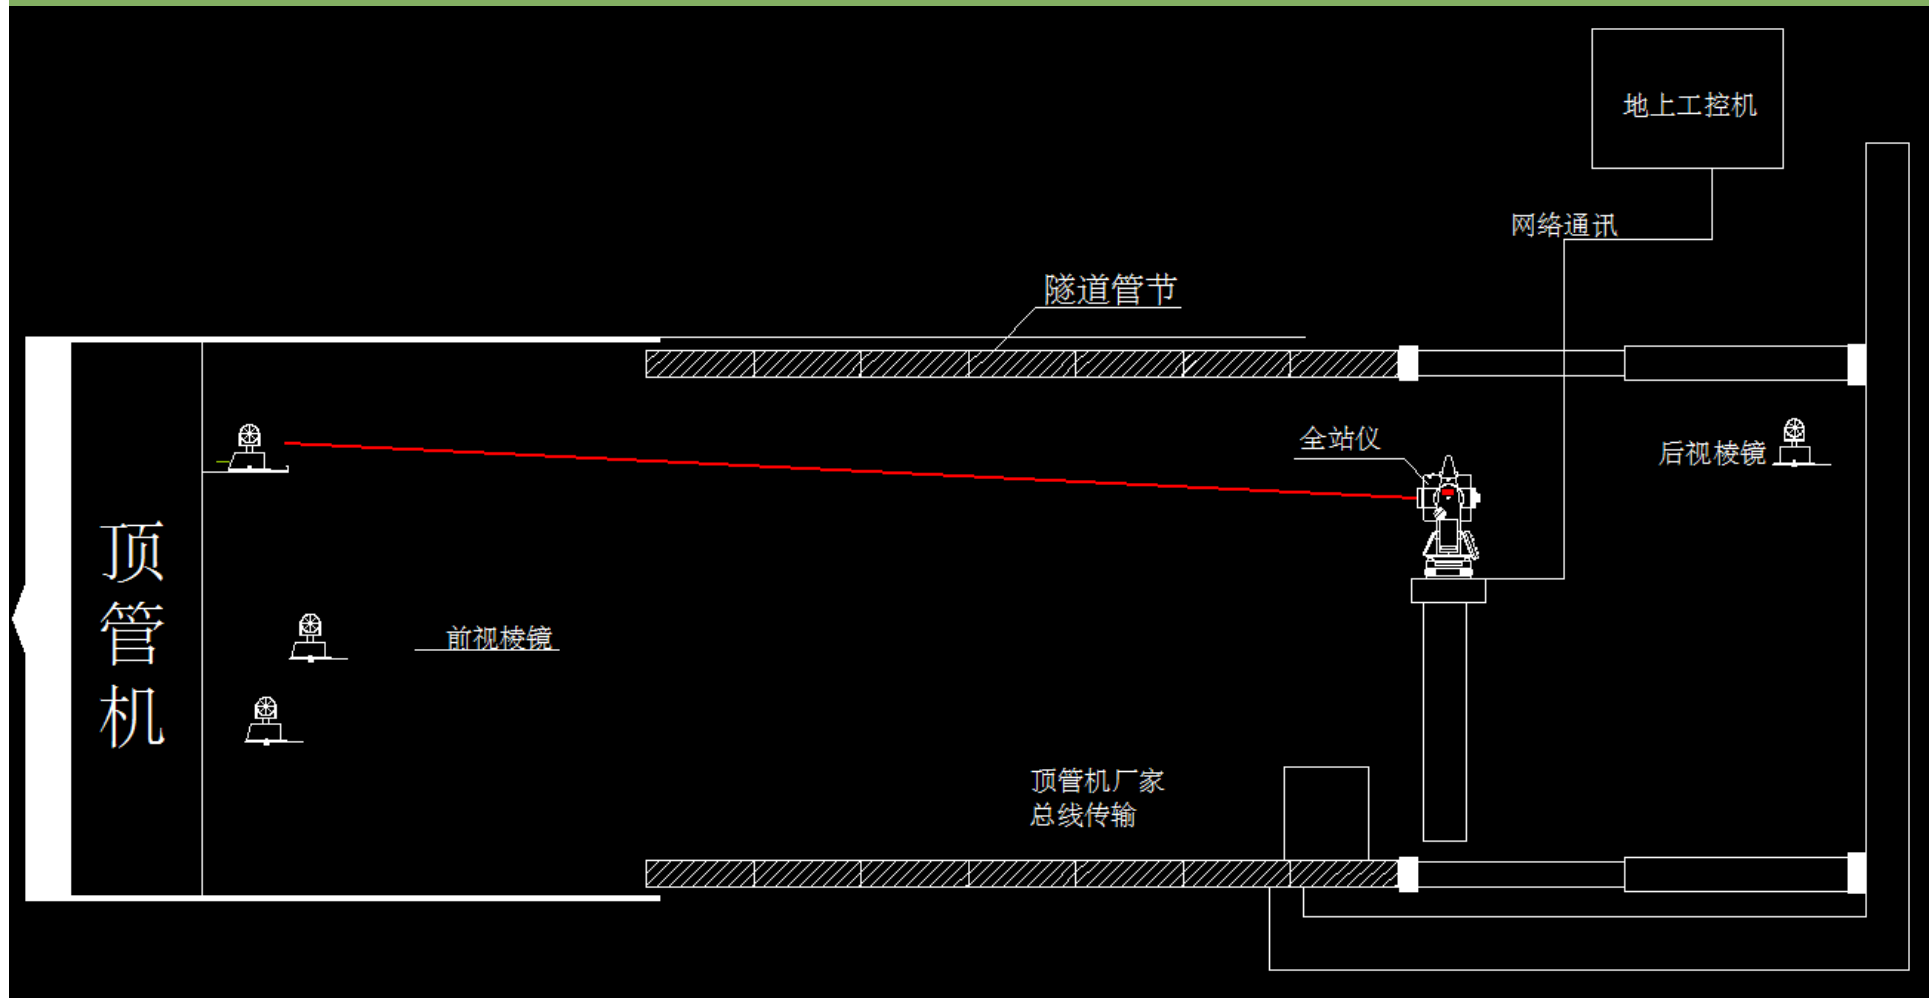 地上工控机
网络通讯
隧道管节
全站仪
后视棱镜
顶管机
前视棱镜
顶管机厂家
总线传输